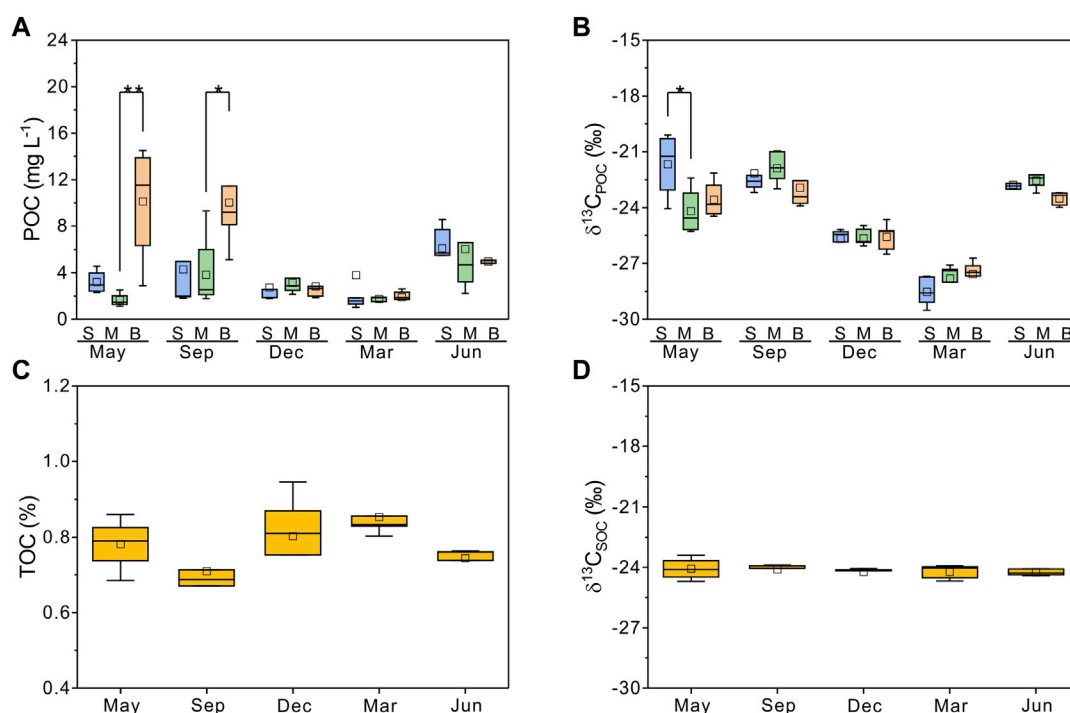 A
POC (mg L⁻¹)
24
20
16
12
8
4
0
**
*
S M B S M B S M B S M B S M B
May Sep Dec Mar Jun
B
δ¹³C_POC (‰)
-15
-18
-21
-24
-27
-30
*
S M B S M B S M B S M B S M B
May Sep Dec Mar Jun
C
TOC (%)
1.2
1.0
0.8
0.6
0.4
May Sep Dec Mar Jun
D
δ¹³C_SOC (‰)
-15
-18
-21
-24
-27
-30
May Sep Dec Mar Jun